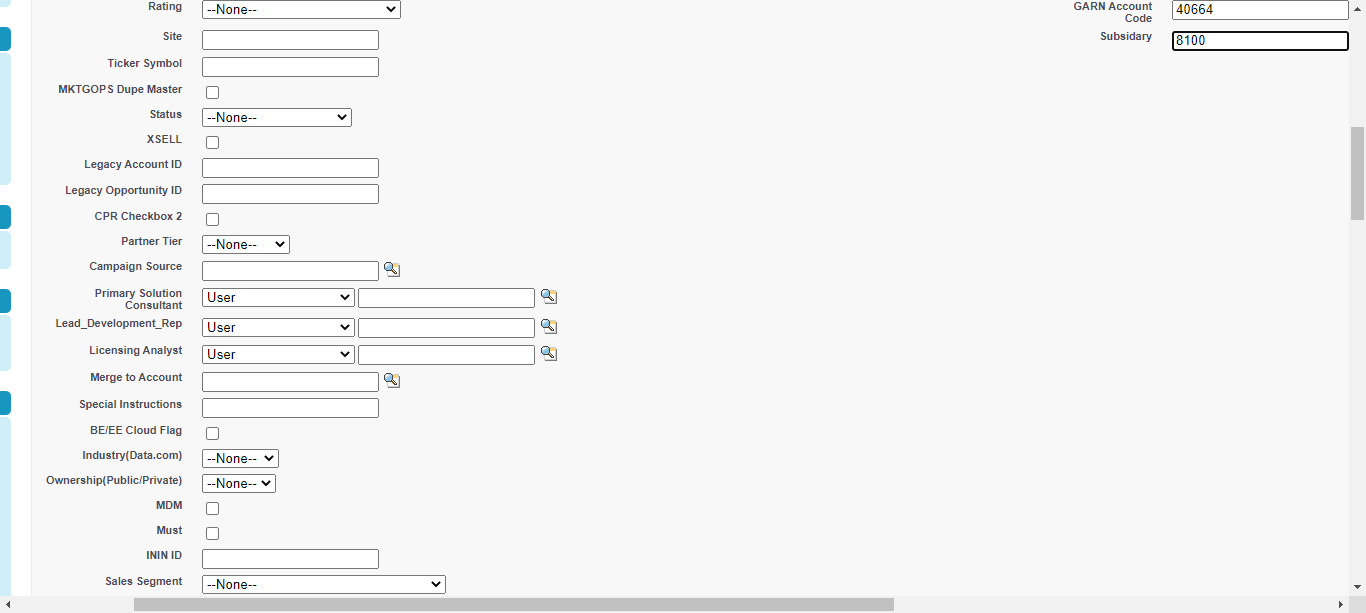 Rating --None--
GARN Account
Code
40664
Site
Subsidary 8100
Ticker Symbol
MKTGOPS Dupe Master
Status --None--
XSELL
Legacy Account ID
Legacy Opportunity ID
CPR Checkbox 2
Partner Tier --None--
Campaign Source
Primary Solution
Consultant
User
Lead_Development_Rep User
Licensing Analyst User
Merge to Account
Special Instructions
BE/EE Cloud Flag
Industry(Data.com) --None--
Ownership(Public/Private) --None--
MDM
Must
ININ ID
Sales Segment --None--